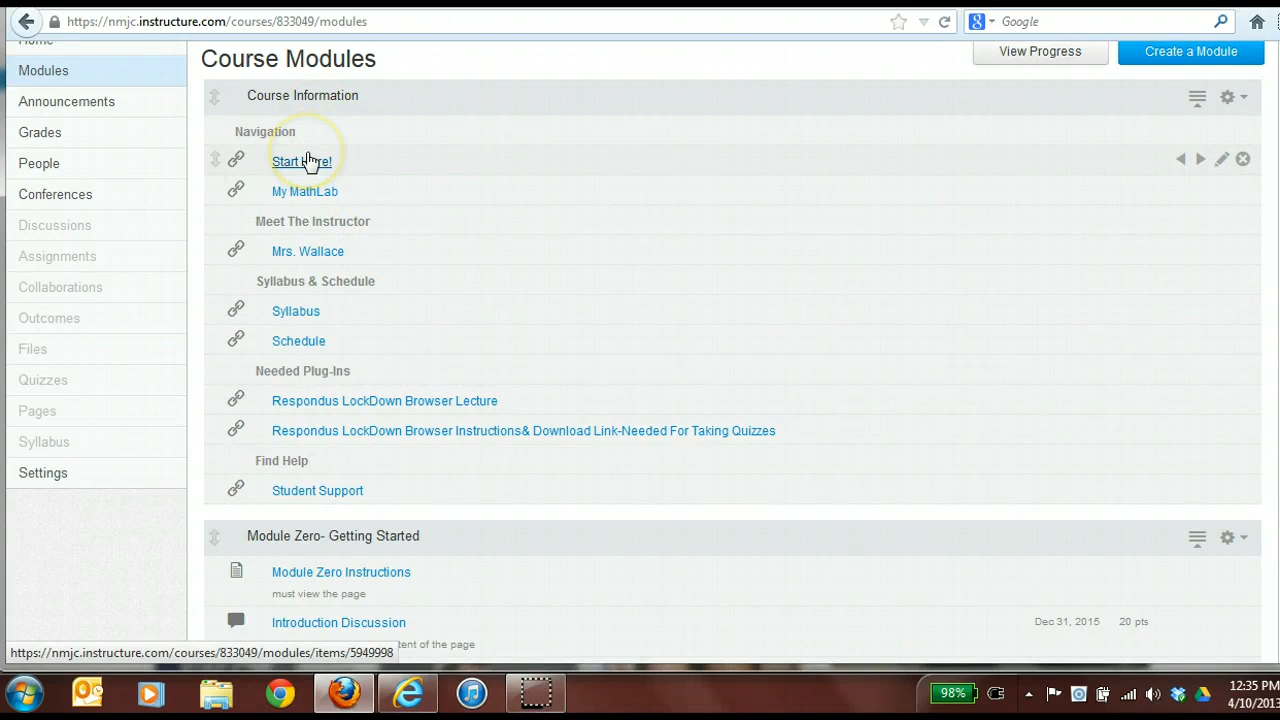 https://nmjc.instructure.com/courses/833049/modules
Google
Home
Modules
Announcements
Grades
People
Conferences
Discussions
Assignments
Collaborations
Outcomes
Files
Quizzes
Pages
Syllabus
Settings
Course Modules
View Progress
Create a Module
Course Information
Navigation
Start Here!
My MathLab
Meet The Instructor
Mrs. Wallace
Syllabus & Schedule
Syllabus
Schedule
Needed Plug-Ins
Respondus LockDown Browser Lecture
Respondus LockDown Browser Instructions& Download Link-Needed For Taking Quizzes
Find Help
Student Support
Module Zero- Getting Started
Module Zero Instructions
must view the page
Introduction Discussion
Dec 31, 2015 20 pts
tent of the page
https://nmjc.instructure.com/courses/833049/modules/items/5949998
98%
12:35 PM
4/10/2013